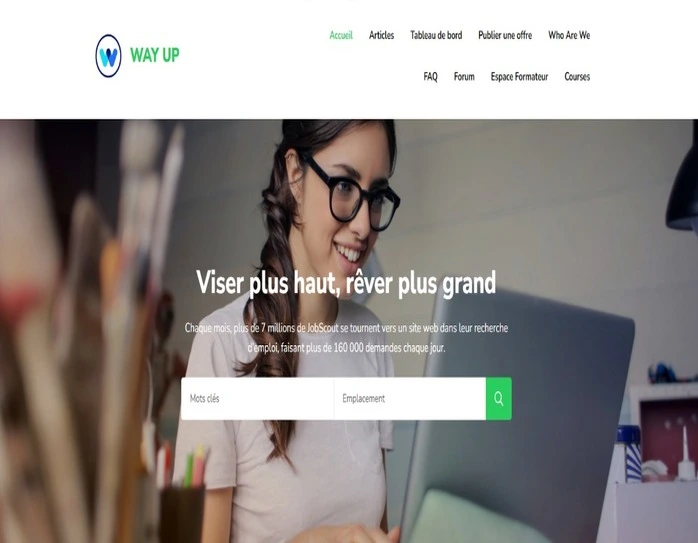 WAY UP
Accueil Articles Tableau de bord Publier une offre Who Are We
FAQ Forum Espace Formateur Courses
Viser plus haut, rêver plus grand
Chaque mois, plus de 7 millions de JobScout se tournent vers un site web dans leur recherche
d'emploi, faisant plus de 160 000 demandes chaque jour.
Mots clés Emplacement